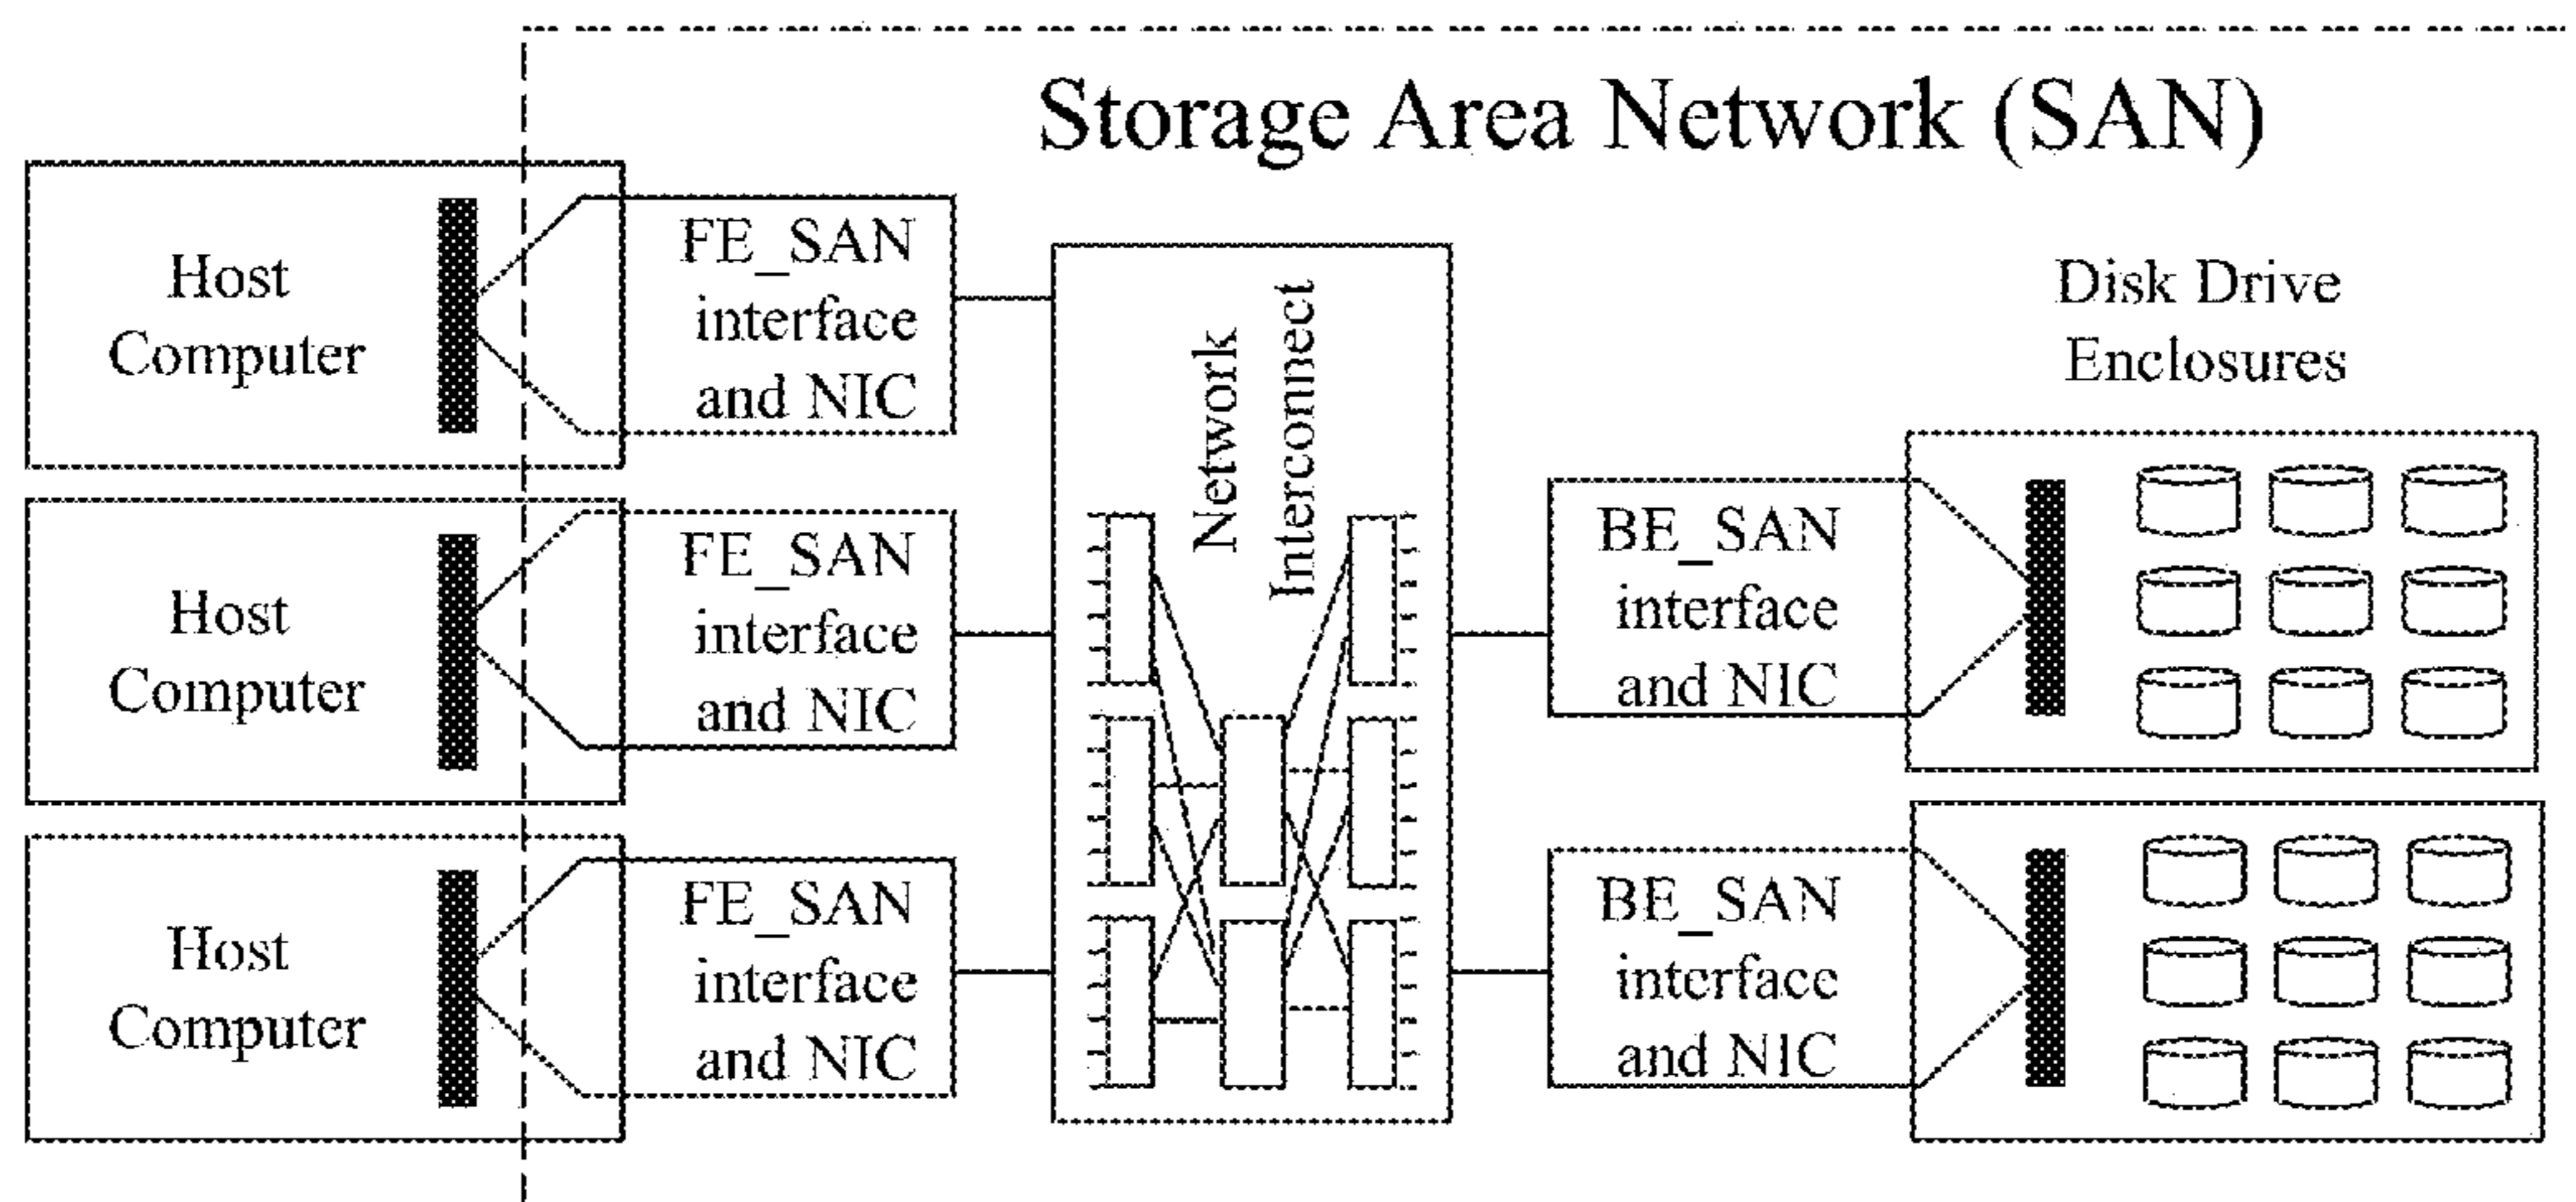 Storage Area Network (SAN)
Host
Computer
FE_SAN
interface
and NIC
Host
Computer
FE_SAN
interface
and NIC
Host
Computer
FE_SAN
interface
and NIC
Network
Interconnect
BE_SAN
interface
and NIC
BE_SAN
interface
and NIC
Disk Drive
Enclosures